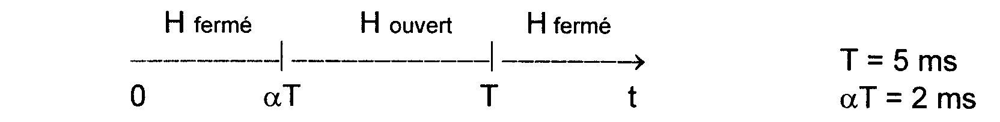 H fermé H ouvert H fermé
T = 5 ms
0 αT T t
αT = 2 ms